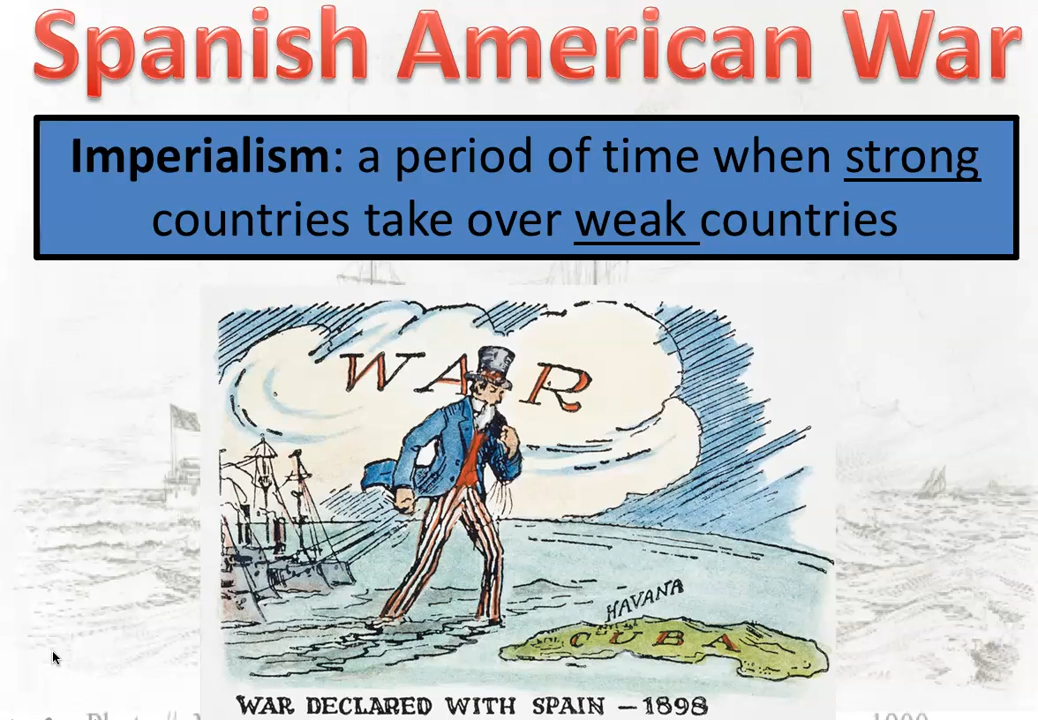 Spanish American War
Imperialism: a period of time when strong
countries take over weak countries
WAR
HAVANA
CUBA
WAR DECLARED WITH SPAIN – 1898